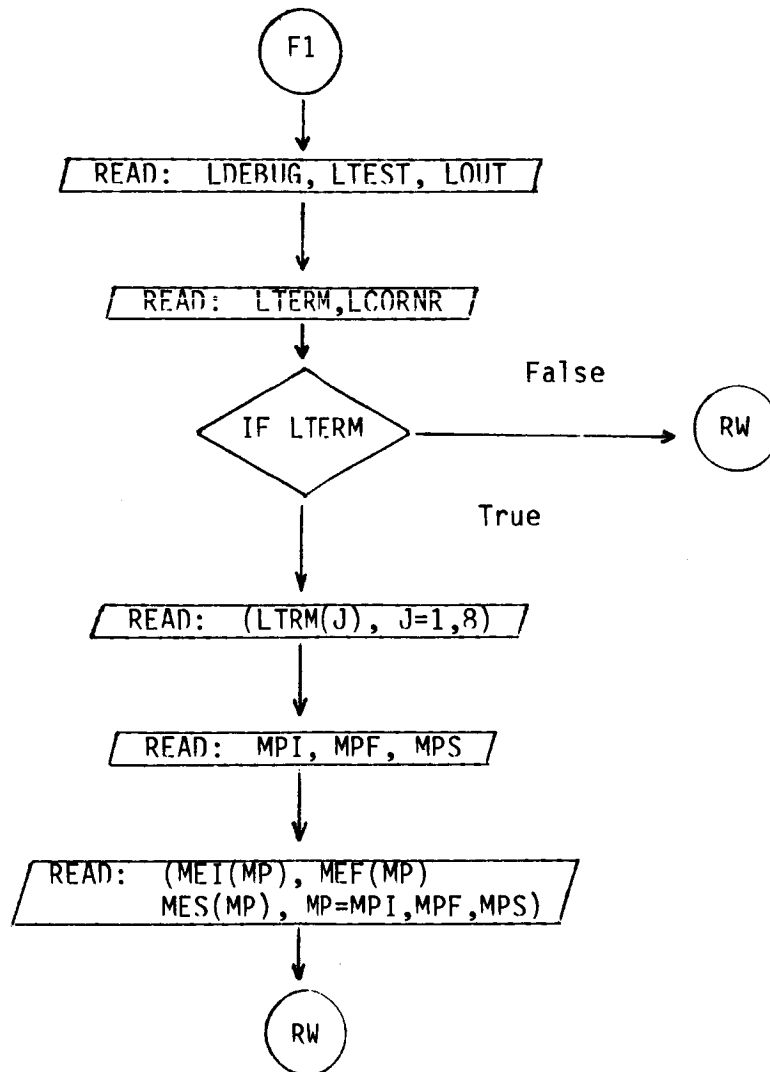 F1
READ: LDEBUG, LTEST, LOUT
READ: LTERM,LCORNR
False
IF LTERM
RW
True
READ: (LTRM(J), J=1,8)
READ: MPI, MPF, MPS
READ: (MEI(MP), MEF(MP)
MES(MP), MP=MPI,MPF,MPS)
RW